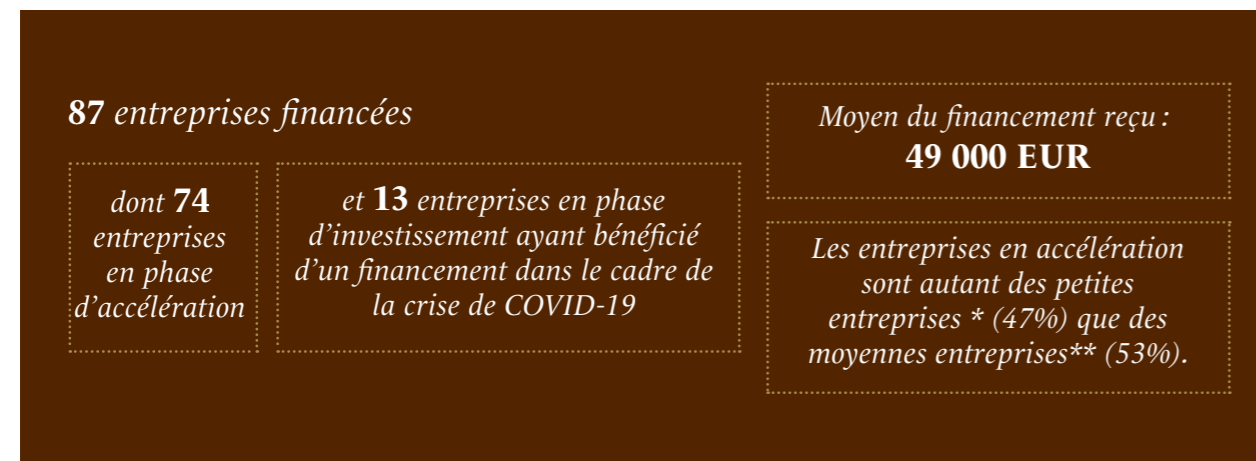 87 entreprises financées
dont 74
entreprises
en phase
d'accélération
et 13 entreprises en phase
d'investissement ayant bénéficié
d'un financement dans le cadre de
la crise de COVID-19
Moyen du financement reçu :
49 000 EUR
Les entreprises en accélération
sont autant des petites
entreprises * (47%) que des
moyennes entreprises** (53%).